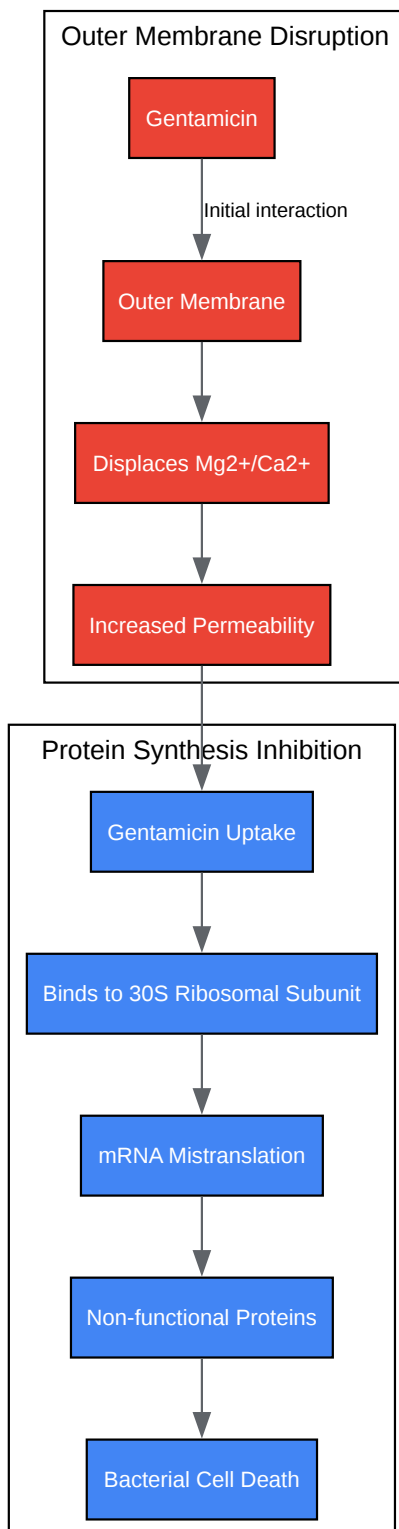 Outer Membrane Disruption
Gentamicin
Initial interaction
Outer Membrane
Displaces Mg2+/Ca2+
Increased Permeability
Protein Synthesis Inhibition
Gentamicin Uptake
Binds to 30S Ribosomal Subunit
mRNA Mistranslation
Non-functional Proteins
Bacterial Cell Death